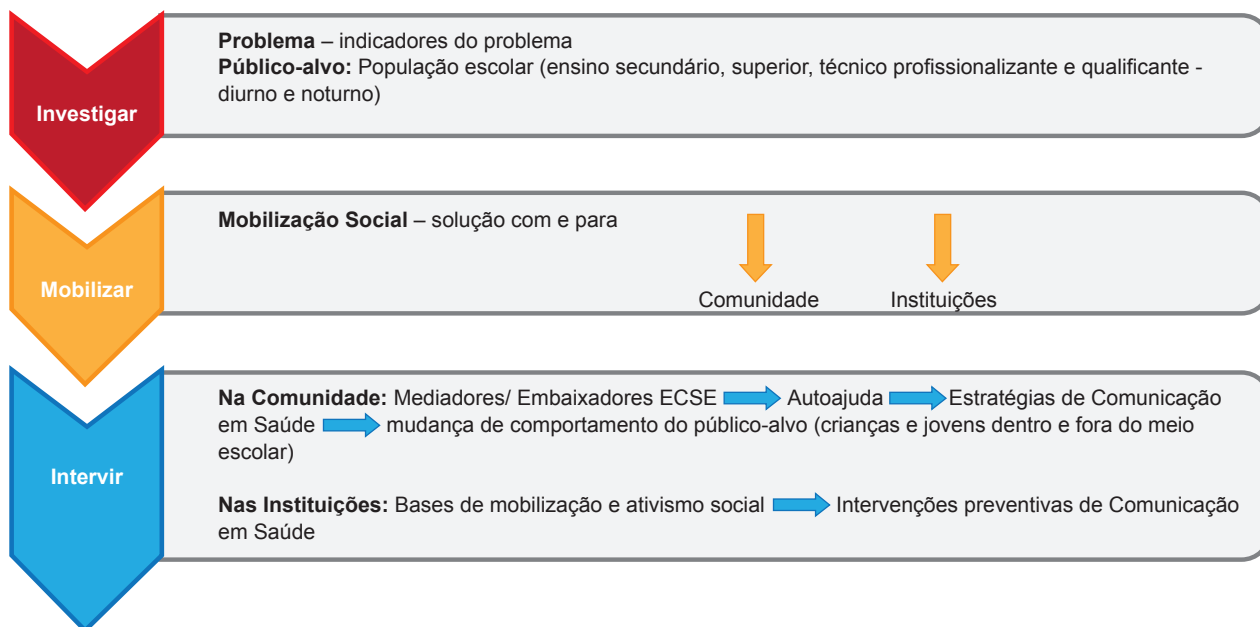 Investigar
Problema – indicadores do problema
Público-alvo: População escolar (ensino secundário, superior, técnico profissionalizante e qualificante -
diurno e noturno)
Mobilizar
Mobilização Social – solução com e para
Comunidade Instituições
Intervir
Na Comunidade: Mediadores/ Embaixadores ECSE Autoajuda Estratégias de Comunicação
em Saúde mudança de comportamento do público-alvo (crianças e jovens dentro e fora do meio
escolar)
Nas Instituições: Bases de mobilização e ativismo social Intervenções preventivas de Comunicação
em Saúde